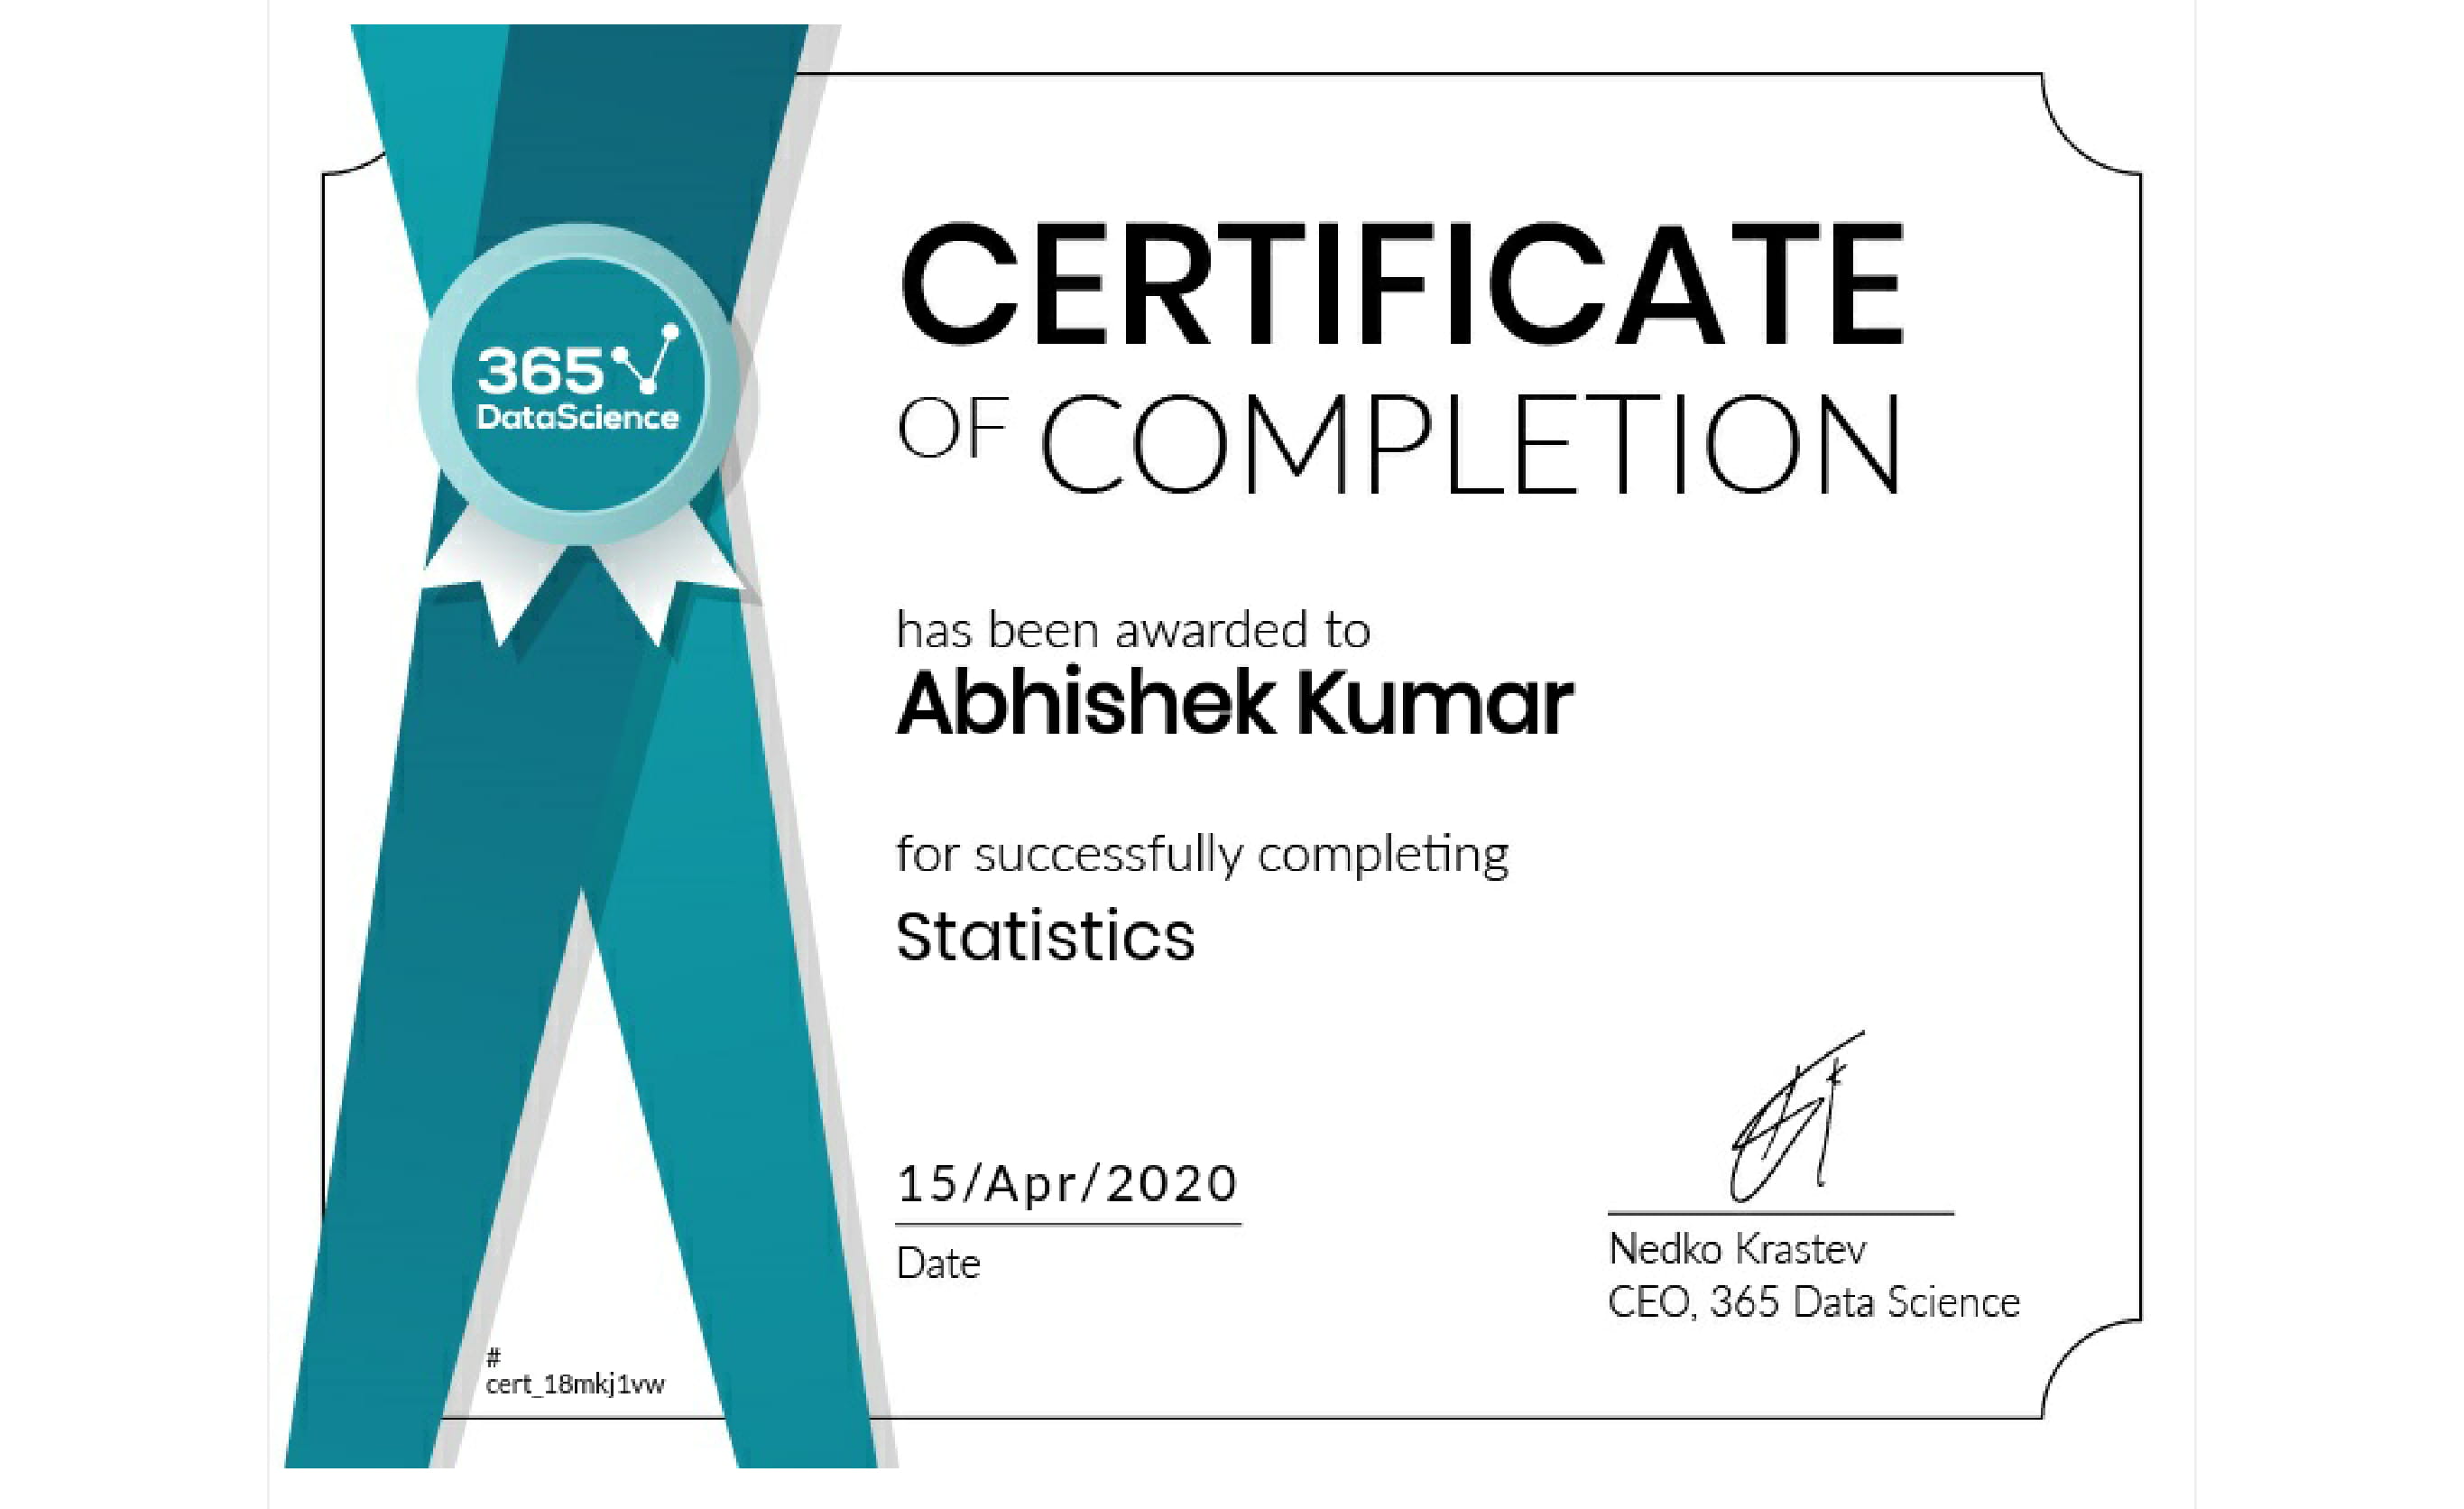 365
DataScience
CERTIFICATE
OF COMPLETION
has been awarded to
Abhishek Kumar
for successfully completing
Statistics
15/Apr/2020
Date
Nedko Krastev
CEO, 365 Data Science
#
cert_18mkj1vw